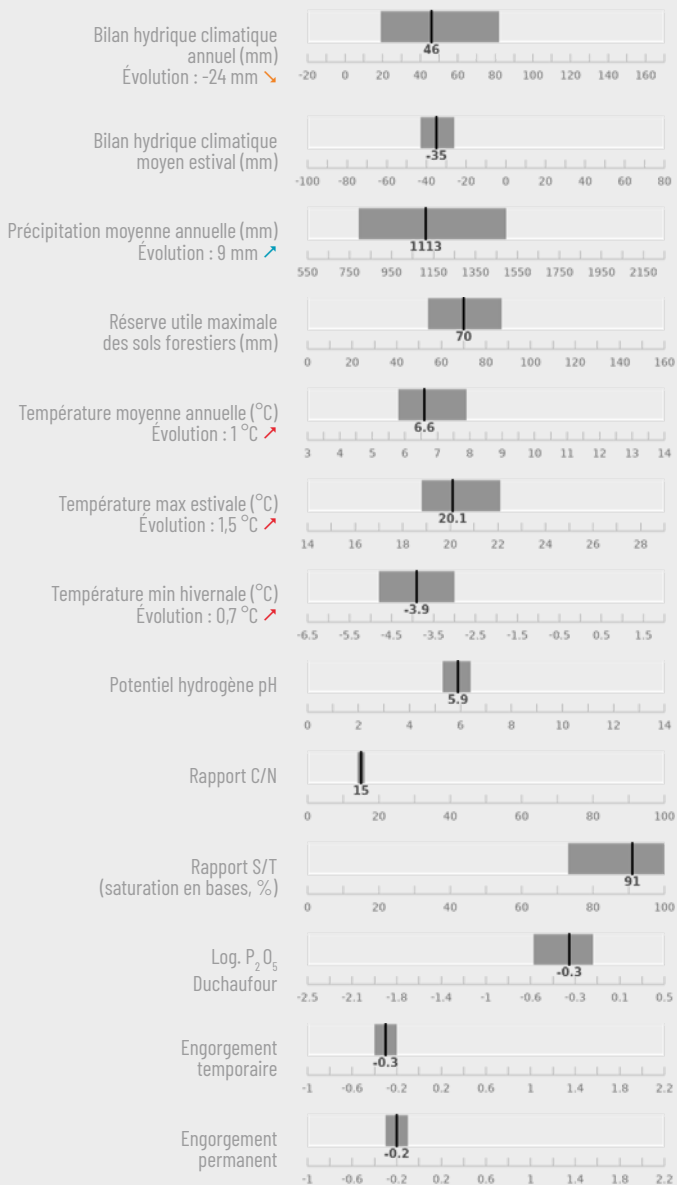 Bilan hydrique climatique
annuel (mm)
Évolution : -24 mm ↘
46
-20 0 20 40 60 80 100 120 140 160
Bilan hydrique climatique
moyen estival (mm)
-35
-100 -80 -60 -40 -20 0 20 40 60 80
Précipitation moyenne annuelle (mm)
Évolution : 9 mm ↗
1113
550 750 950 1150 1350 1550 1750 1950 2150
Réserve utile maximale
des sols forestiers (mm)
70
0 20 40 60 80 100 120 140 160
Température moyenne annuelle (°C)
Évolution : 1 °C ↗
6.6
3 4 5 6 7 8 9 10 11 12 13 14
Température max estivale (°C)
Évolution : 1,5 °C ↗
20.1
14 16 18 20 22 24 26 28
Température min hivernale (°C)
Évolution : 0,7 °C ↗
-3.9
-6.5 -5.5 -4.5 -3.5 -2.5 -1.5 -0.5 0.5 1.5
Potentiel hydrogène pH
5.9
0 2 4 6 8 10 12 14
Rapport C/N
15
0 20 40 60 80 100
Rapport S/T
(saturation en bases, %)
91
0 20 40 60 80 100
Log. P₂O₅
Duchaufour
-0.3
-2.5 -2.1 -1.8 -1.4 -1 -0.6 -0.3 0.1 0.5
Engorgement
temporaire
-0.3
-1 -0.6 -0.2 0.2 0.6 1 1.4 1.8 2.2
Engorgement
permanent
-0.2
-1 -0.6 -0.2 0.2 0.6 1 1.4 1.8 2.2